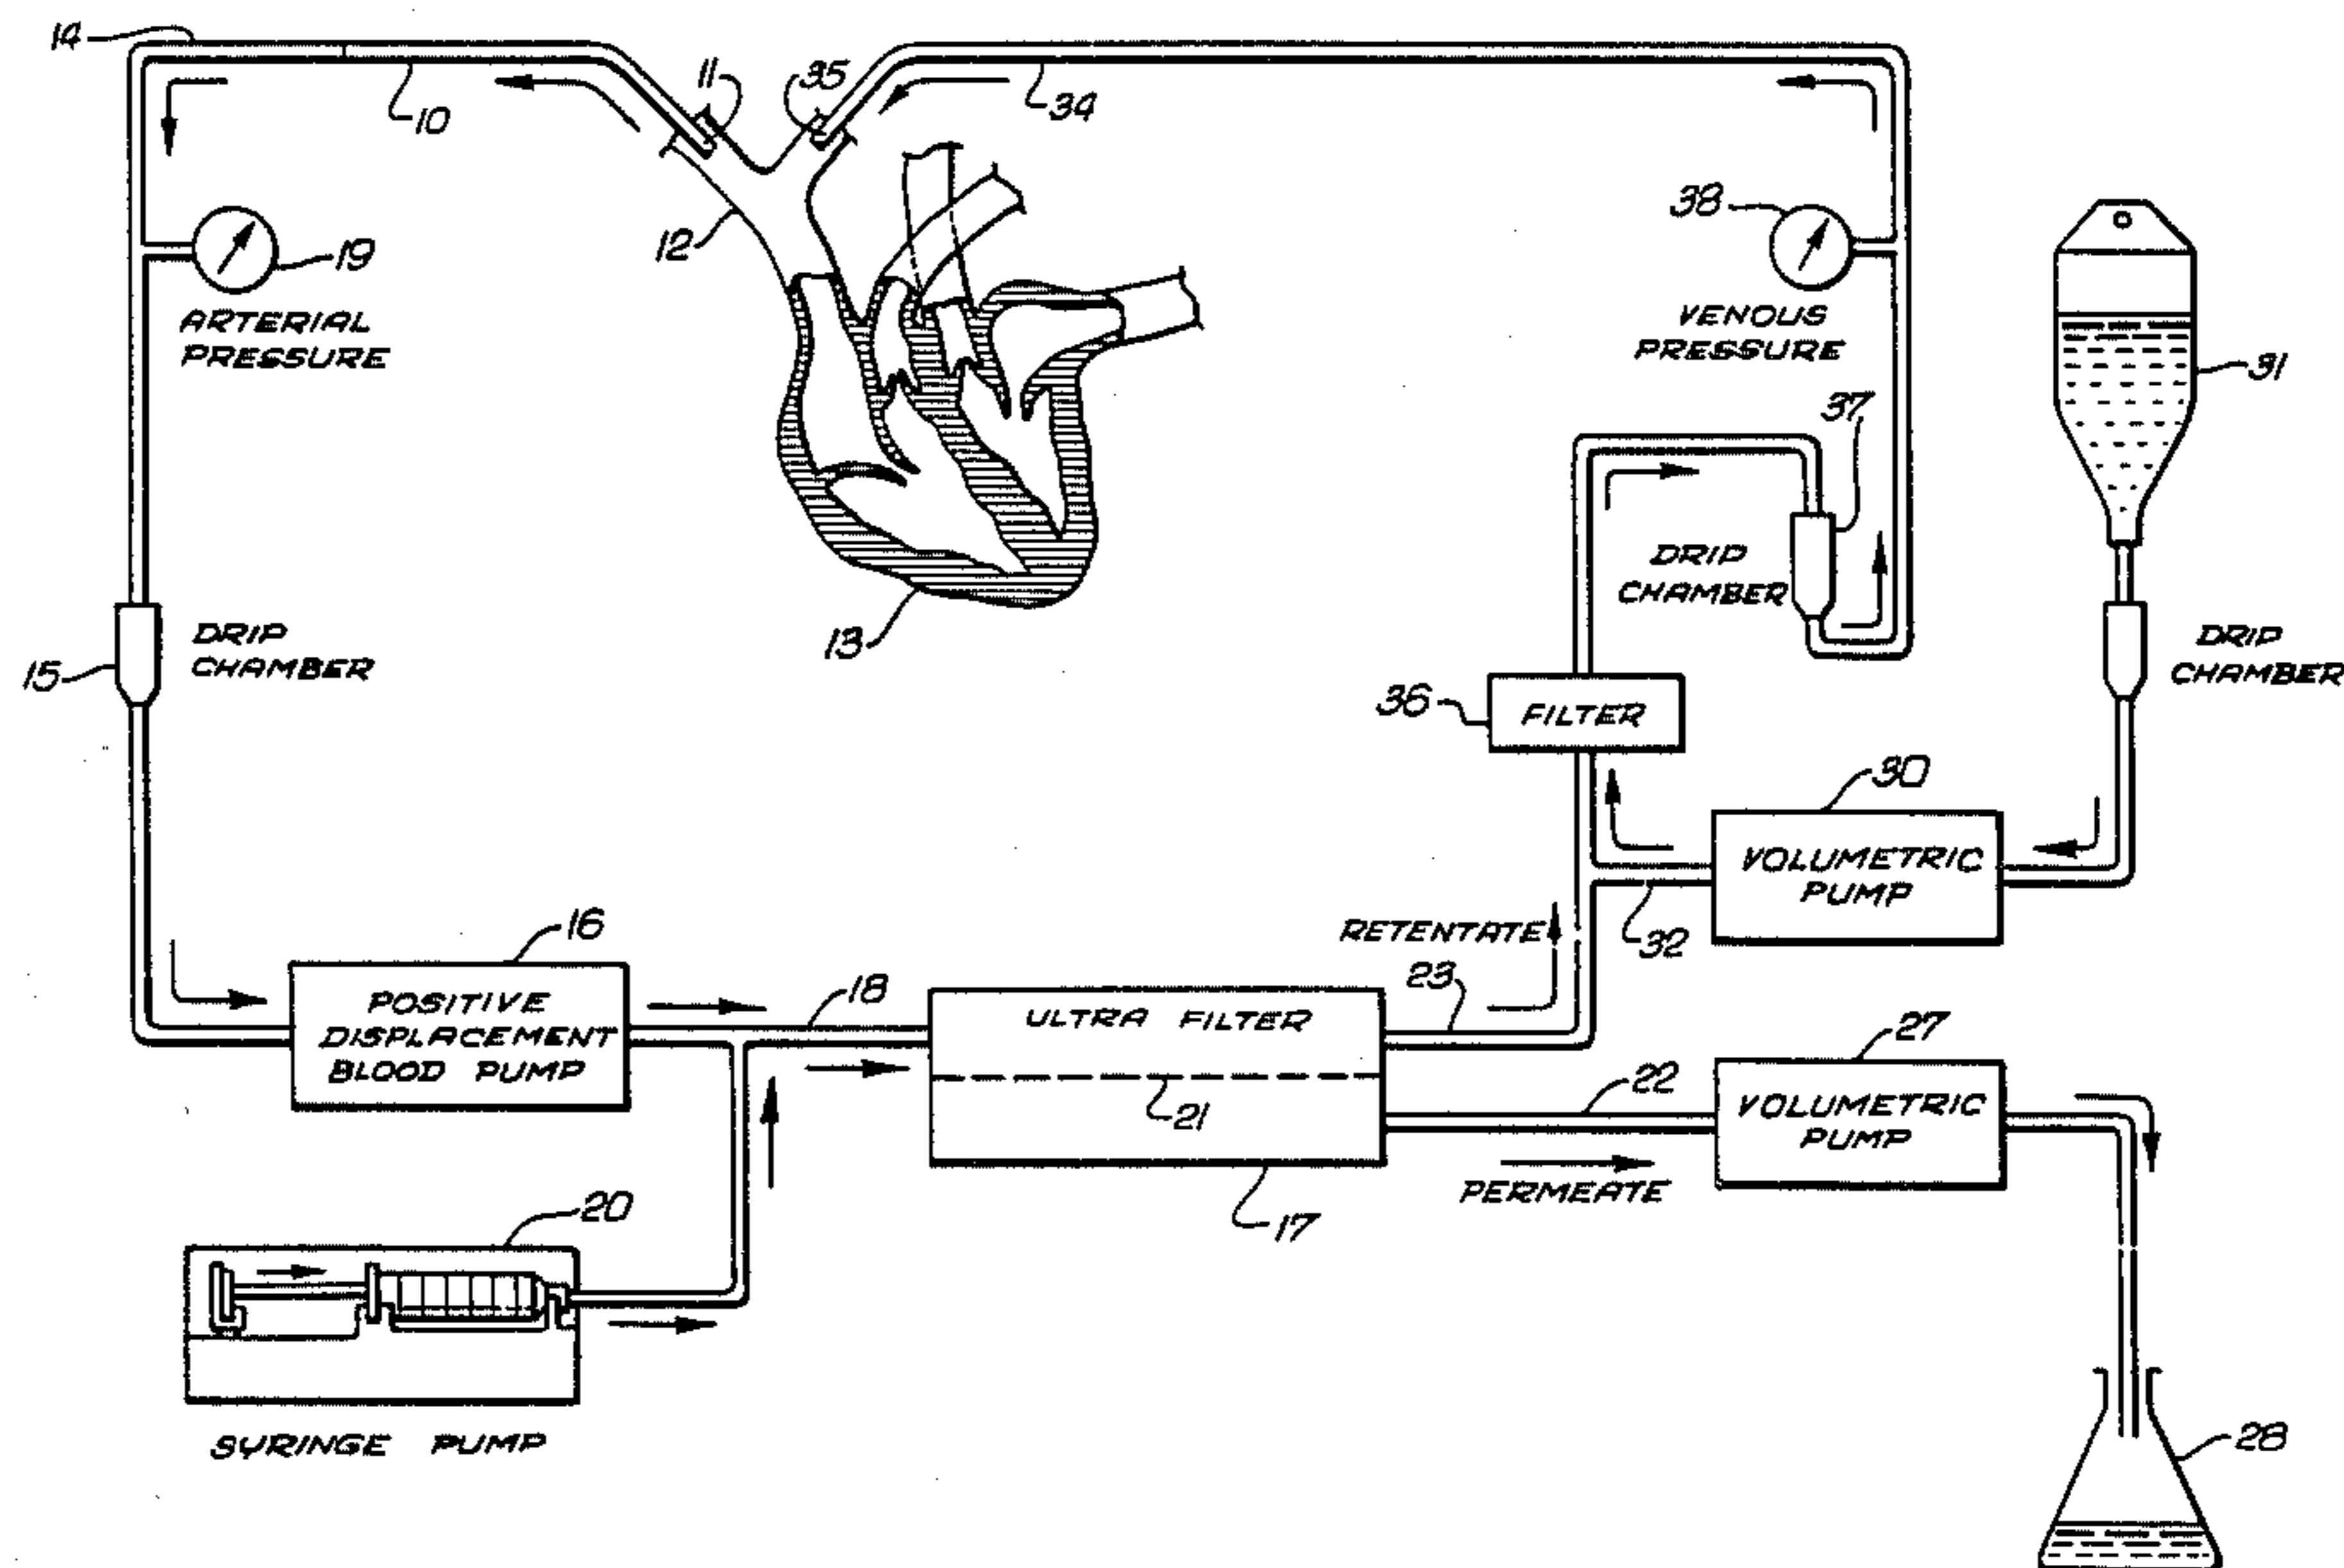 14
11
35
10
34
12
38
19
ARTERIAL
PRESSURE
VENOUS
PRESSURE
31
37
DRIP
CHAMBER
13
15
DRIP
CHAMBER
DRIP
CHAMBER
36
FILTER
30
VOLUMETRIC
PUMP
32
RETENTATE
16
POSITIVE
DISPLACEMENT
BLOOD PUMP
18
23
ULTRA FILTER
21
17
22
27
VOLUMETRIC
PUMP
PERMEATE
20
SYRINGE PUMP
28